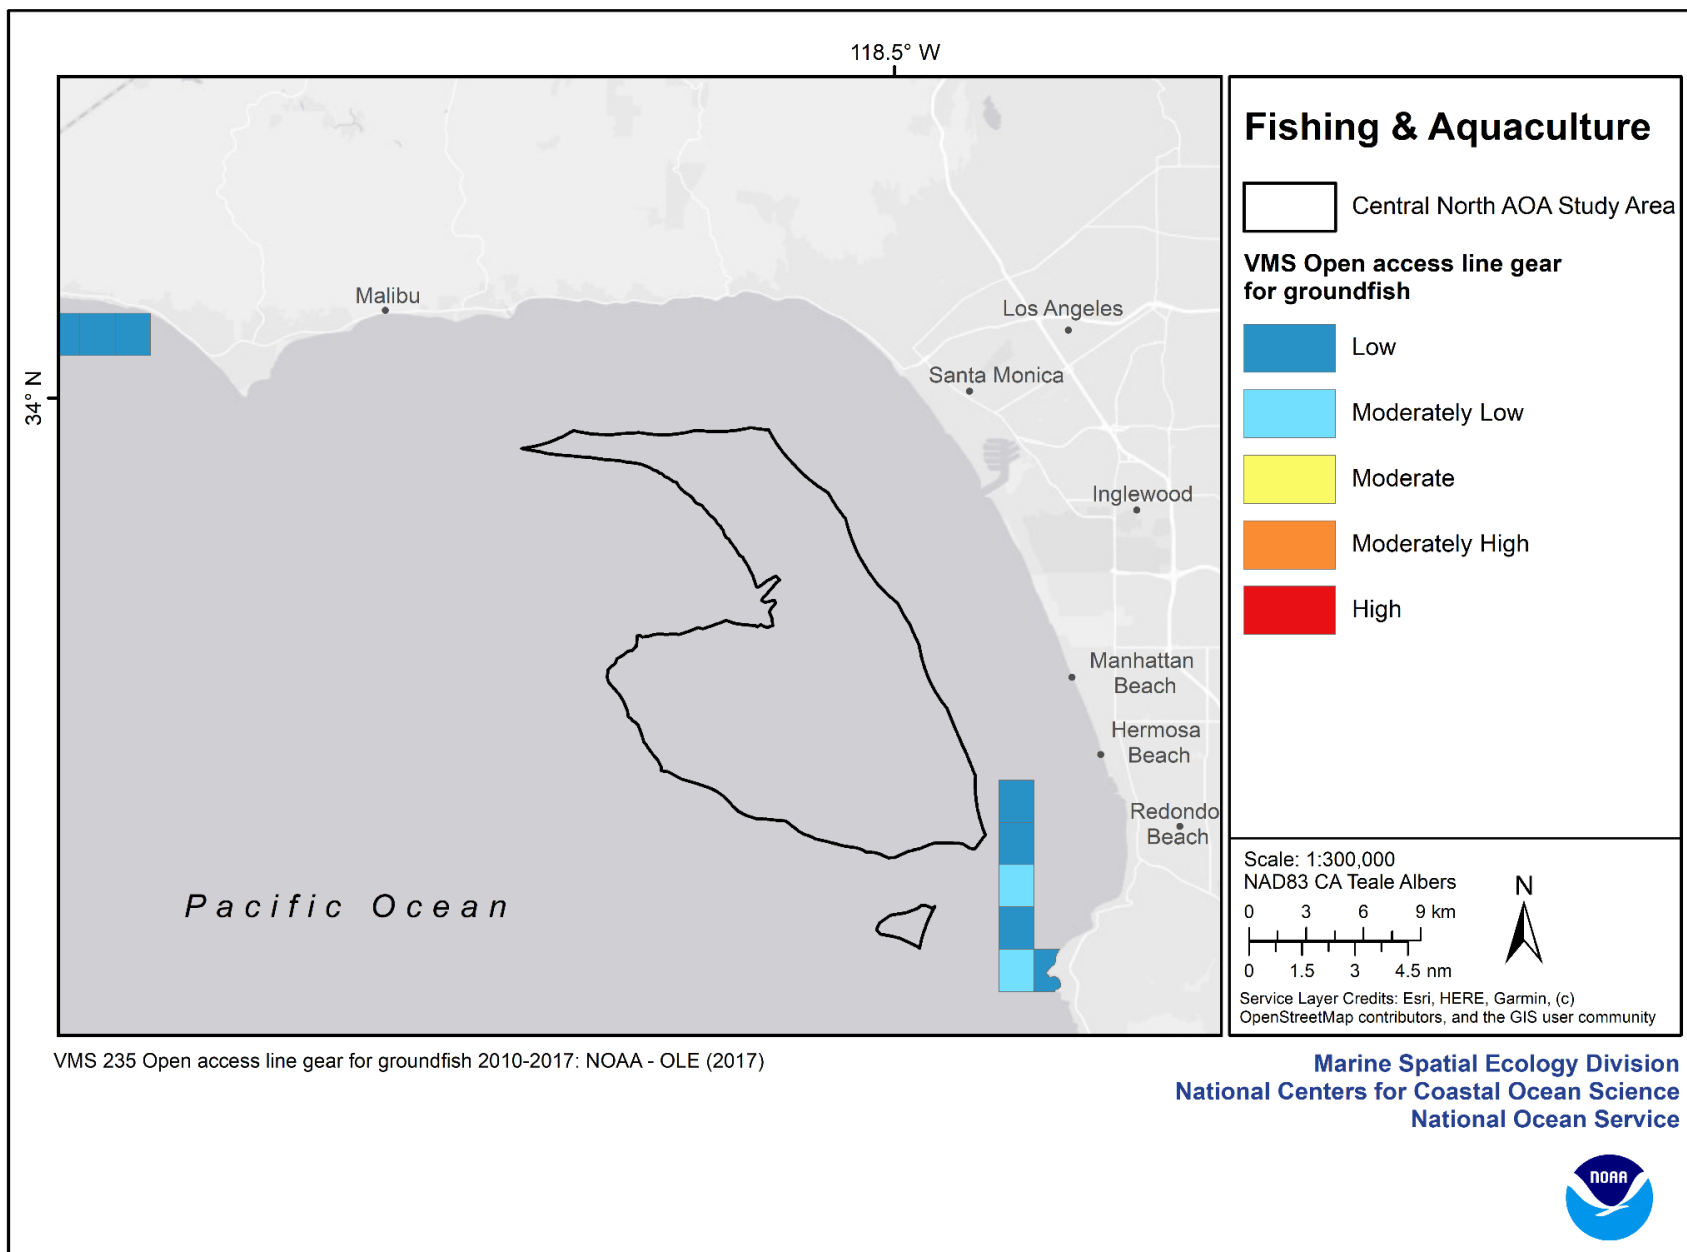 118.5° W
34° N
Malibu
Los Angeles
Santa Monica
Inglewood
Manhattan
Beach
Hermosa
Beach
Redondo
Beach
Pacific Ocean
Fishing & Aquaculture
Central North AOA Study Area
VMS Open access line gear
for groundfish
Low
Moderately Low
Moderate
Moderately High
High
Scale: 1:300,000
NAD83 CA Teale Albers
0 3 6 9 km
0 1.5 3 4.5 nm
N
Service Layer Credits: Esri, HERE, Garmin, (c)
OpenStreetMap contributors, and the GIS user community
VMS 235 Open access line gear for groundfish 2010-2017: NOAA - OLE (2017)
Marine Spatial Ecology Division
National Centers for Coastal Ocean Science
National Ocean Service
NOAA